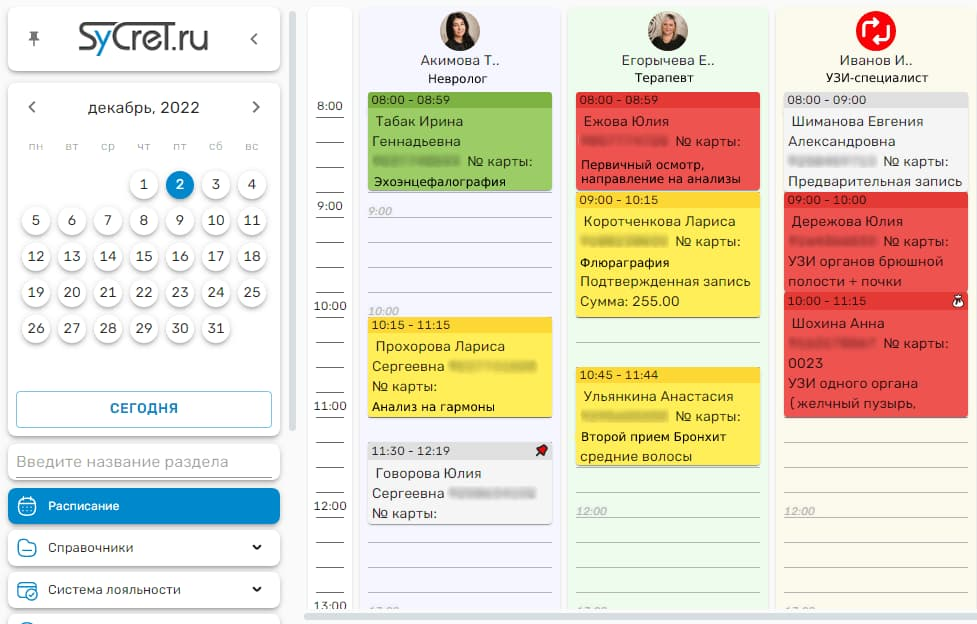 SyCret.ru
декабрь, 2022
пн вт ср чт пт сб вс
1 2 3 4
5 6 7 8 9 10 11
12 13 14 15 16 17 18
19 20 21 22 23 24 25
26 27 28 29 30 31
СЕГОДНЯ
Введите название раздела
Расписание
Справочники
Система лояльности
8:00
9:00
10:00
11:00
12:00
13:00
Акимова Т..
Невролог
08:00 - 08:59
Табак Ирина
Геннадьевна
№ карты:
Эхоэнцефалография
9:00
10:00
10:15 - 11:15
Прохорова Лариса
Сергеевна
№ карты:
Анализ на гармоны
11:30 - 12:19
Говорова Юлия
Сергеевна
№ карты:
Егорычева Е..
Терапевт
08:00 - 08:59
Ежова Юлия
№ карты:
Первичный осмотр,
направление на анализы
09:00 - 10:15
Коротченкова Лариса
№ карты:
Флюраграфия
Подтвержденная запись
Сумма: 255.00
10:45 - 11:44
Ульянкина Анастасия
№ карты:
Второй прием Бронхит
средние волосы
12:00
Иванов И..
УЗИ-специалист
08:00 - 09:00
Шиманова Евгения
Александровна
№ карты:
Предварительная запись
09:00 - 10:00
Дережова Юлия
№ карты:
УЗИ органов брюшной
полости + почки
10:00 - 11:15
Шохина Анна
№ карты:
0023
УЗИ одного органа
(желчный пузырь,
12:00